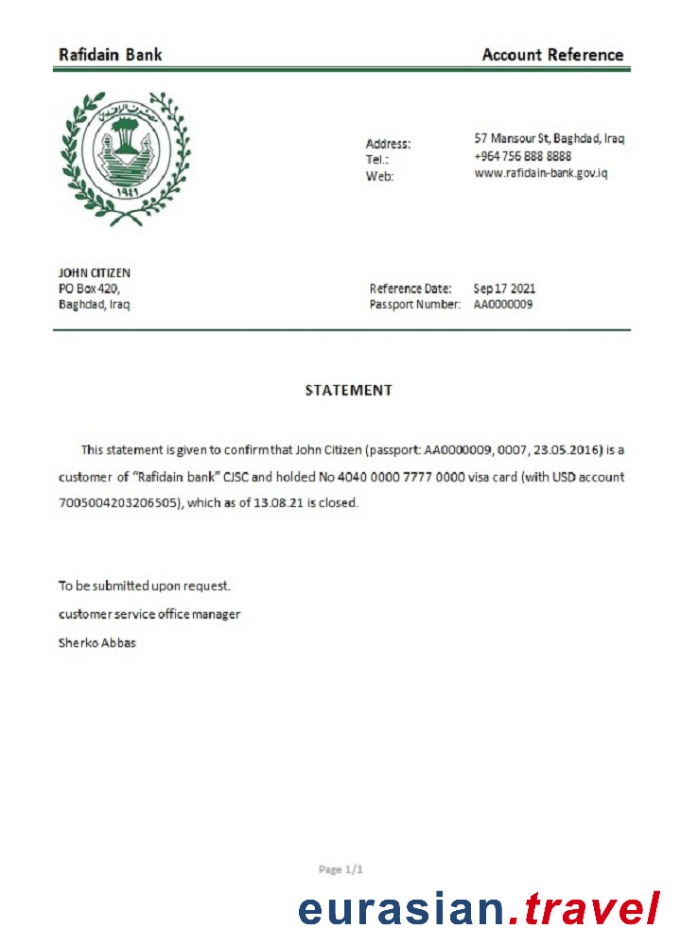 Rafidain Bank Account Reference
مصرف الرافدين
١٩٤١
Address: 57 Mansour St, Baghdad, Iraq
Tel.: +964 756 888 8888
Web: www.rafidain-bank.gov.iq
JOHN CITIZEN
PO Box 420, Reference Date: Sep 17 2021
Baghdad, Iraq Passport Number: AA0000009
STATEMENT
This statement is given to confirm that John Citizen (passport: AA0000009, 0007, 23.05.2016) is a
customer of “Rafidain bank” CJSC and holded No 4040 0000 7777 0000 visa card (with USD account
7005004203206505), which as of 13.08.21 is closed.
To be submitted upon request.
customer service office manager
Sherko Abbas
Page 1/1
eurasian.travel